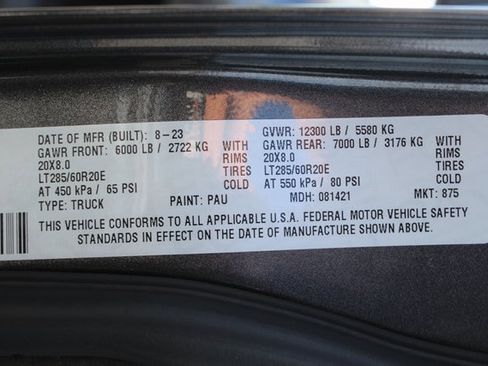 DATE OF MFR (BUILT): 8-23 GVWR: 12300 LB / 5580 KG
GAWR FRONT: 6000 LB / 2722 KG WITH GAWR REAR: 7000 LB / 3176 KG WITH
20X8.0 RIMS 20X8.0 RIMS
LT285/60R20E TIRES LT285/60R20E TIRES
AT 450 kPa / 65 PSI COLD AT 550 kPa / 80 PSI COLD
TYPE: TRUCK PAINT: PAU MDH: 081421 MKT: 875
THIS VEHICLE CONFORMS TO ALL APPLICABLE U.S.A. FEDERAL MOTOR VEHICLE SAFETY
STANDARDS IN EFFECT ON THE DATE OF MANUFACTURE SHOWN ABOVE.